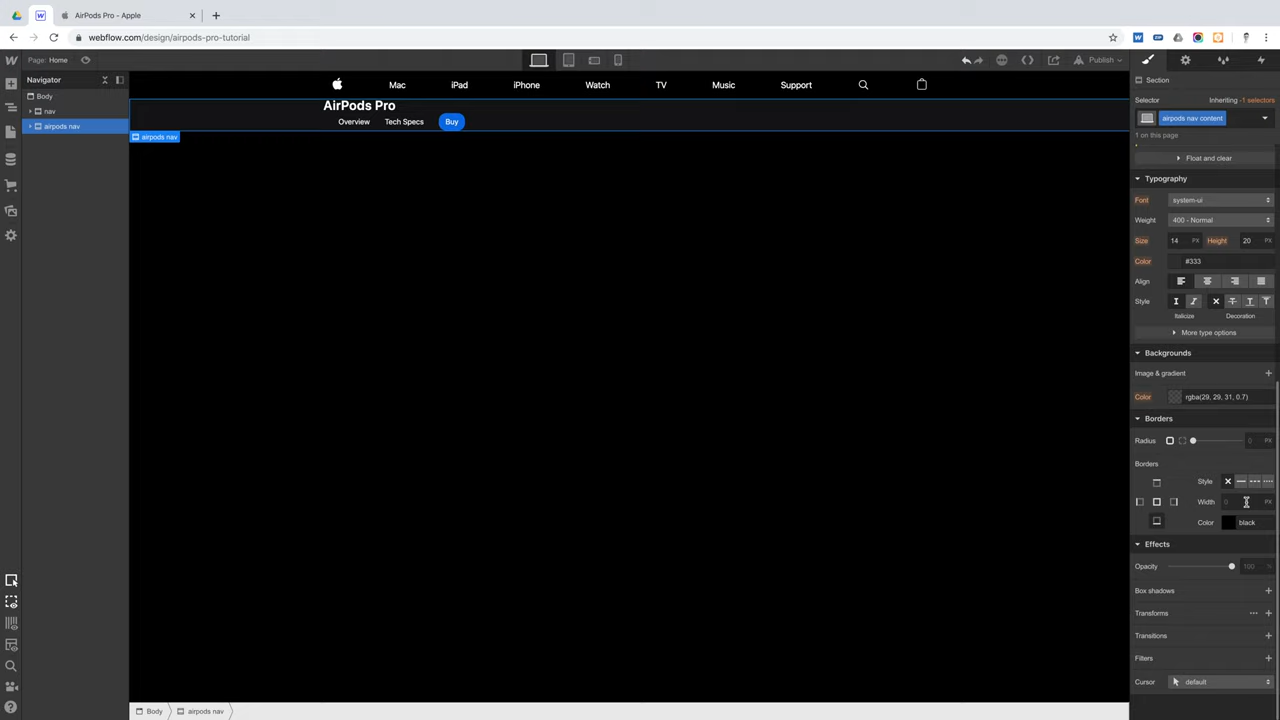 AirPods Pro - Apple
webflow.com/design/airpods-pro-tutorial
Page: Home
Publish
Navigator
Body
nav
airpods nav
Mac iPad iPhone Watch TV Music Support
AirPods Pro
Overview Tech Specs Buy
airpods nav
Body airpods nav
Section
Selector Inheriting -1 selectors
airpods nav content
1 on this page
Float and clear
Typography
Font system-ui
Weight 400 - Normal
Size 14 PX Height 20 PX
Color #333
Align
Style
Italicize Decoration
More type options
Backgrounds
Image & gradient
Color rgba(29, 29, 31, 0.7)
Borders
Radius 0 PX
Borders
Style
Width 0 PX
Color black
Effects
Opacity 100 %
Box shadows
Transforms
Transitions
Filters
Cursor default